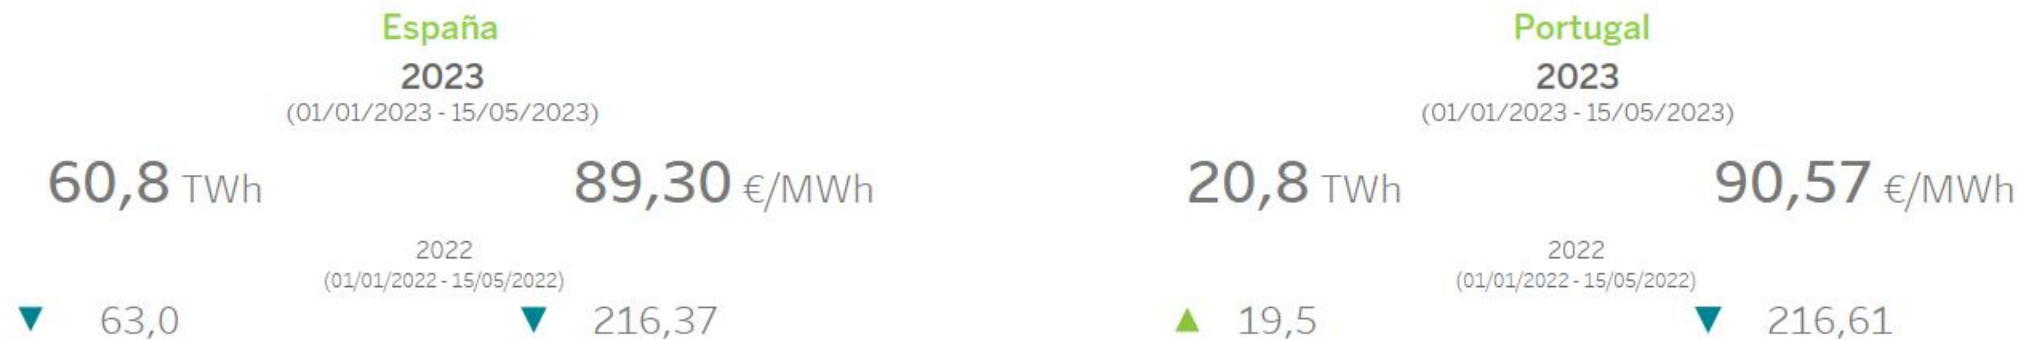 España
2023
(01/01/2023 - 15/05/2023)
60,8 TWh
89,30 €/MWh
2022
(01/01/2022 - 15/05/2022)
63,0
216,37
Portugal
2023
(01/01/2023 - 15/05/2023)
20,8 TWh
90,57 €/MWh
2022
(01/01/2022 - 15/05/2022)
19,5
216,61